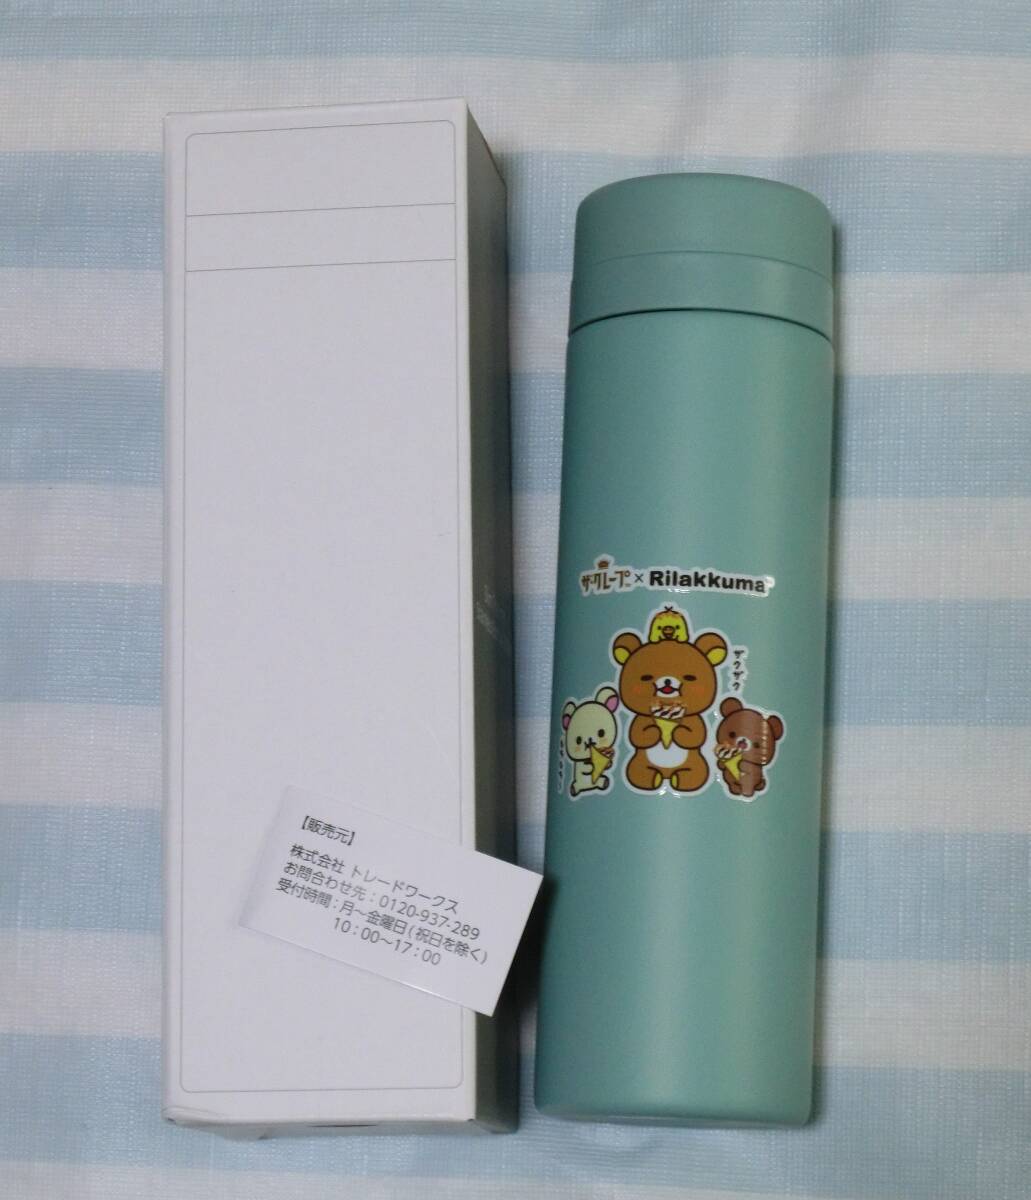 ザ・クレープ × Rilakkuma
ザクザク
【販売元】
株式会社 トレードワークス
お問合わせ先：0120-937-289
受付時間：月～金曜日(祝日を除く)
10：00～17：00